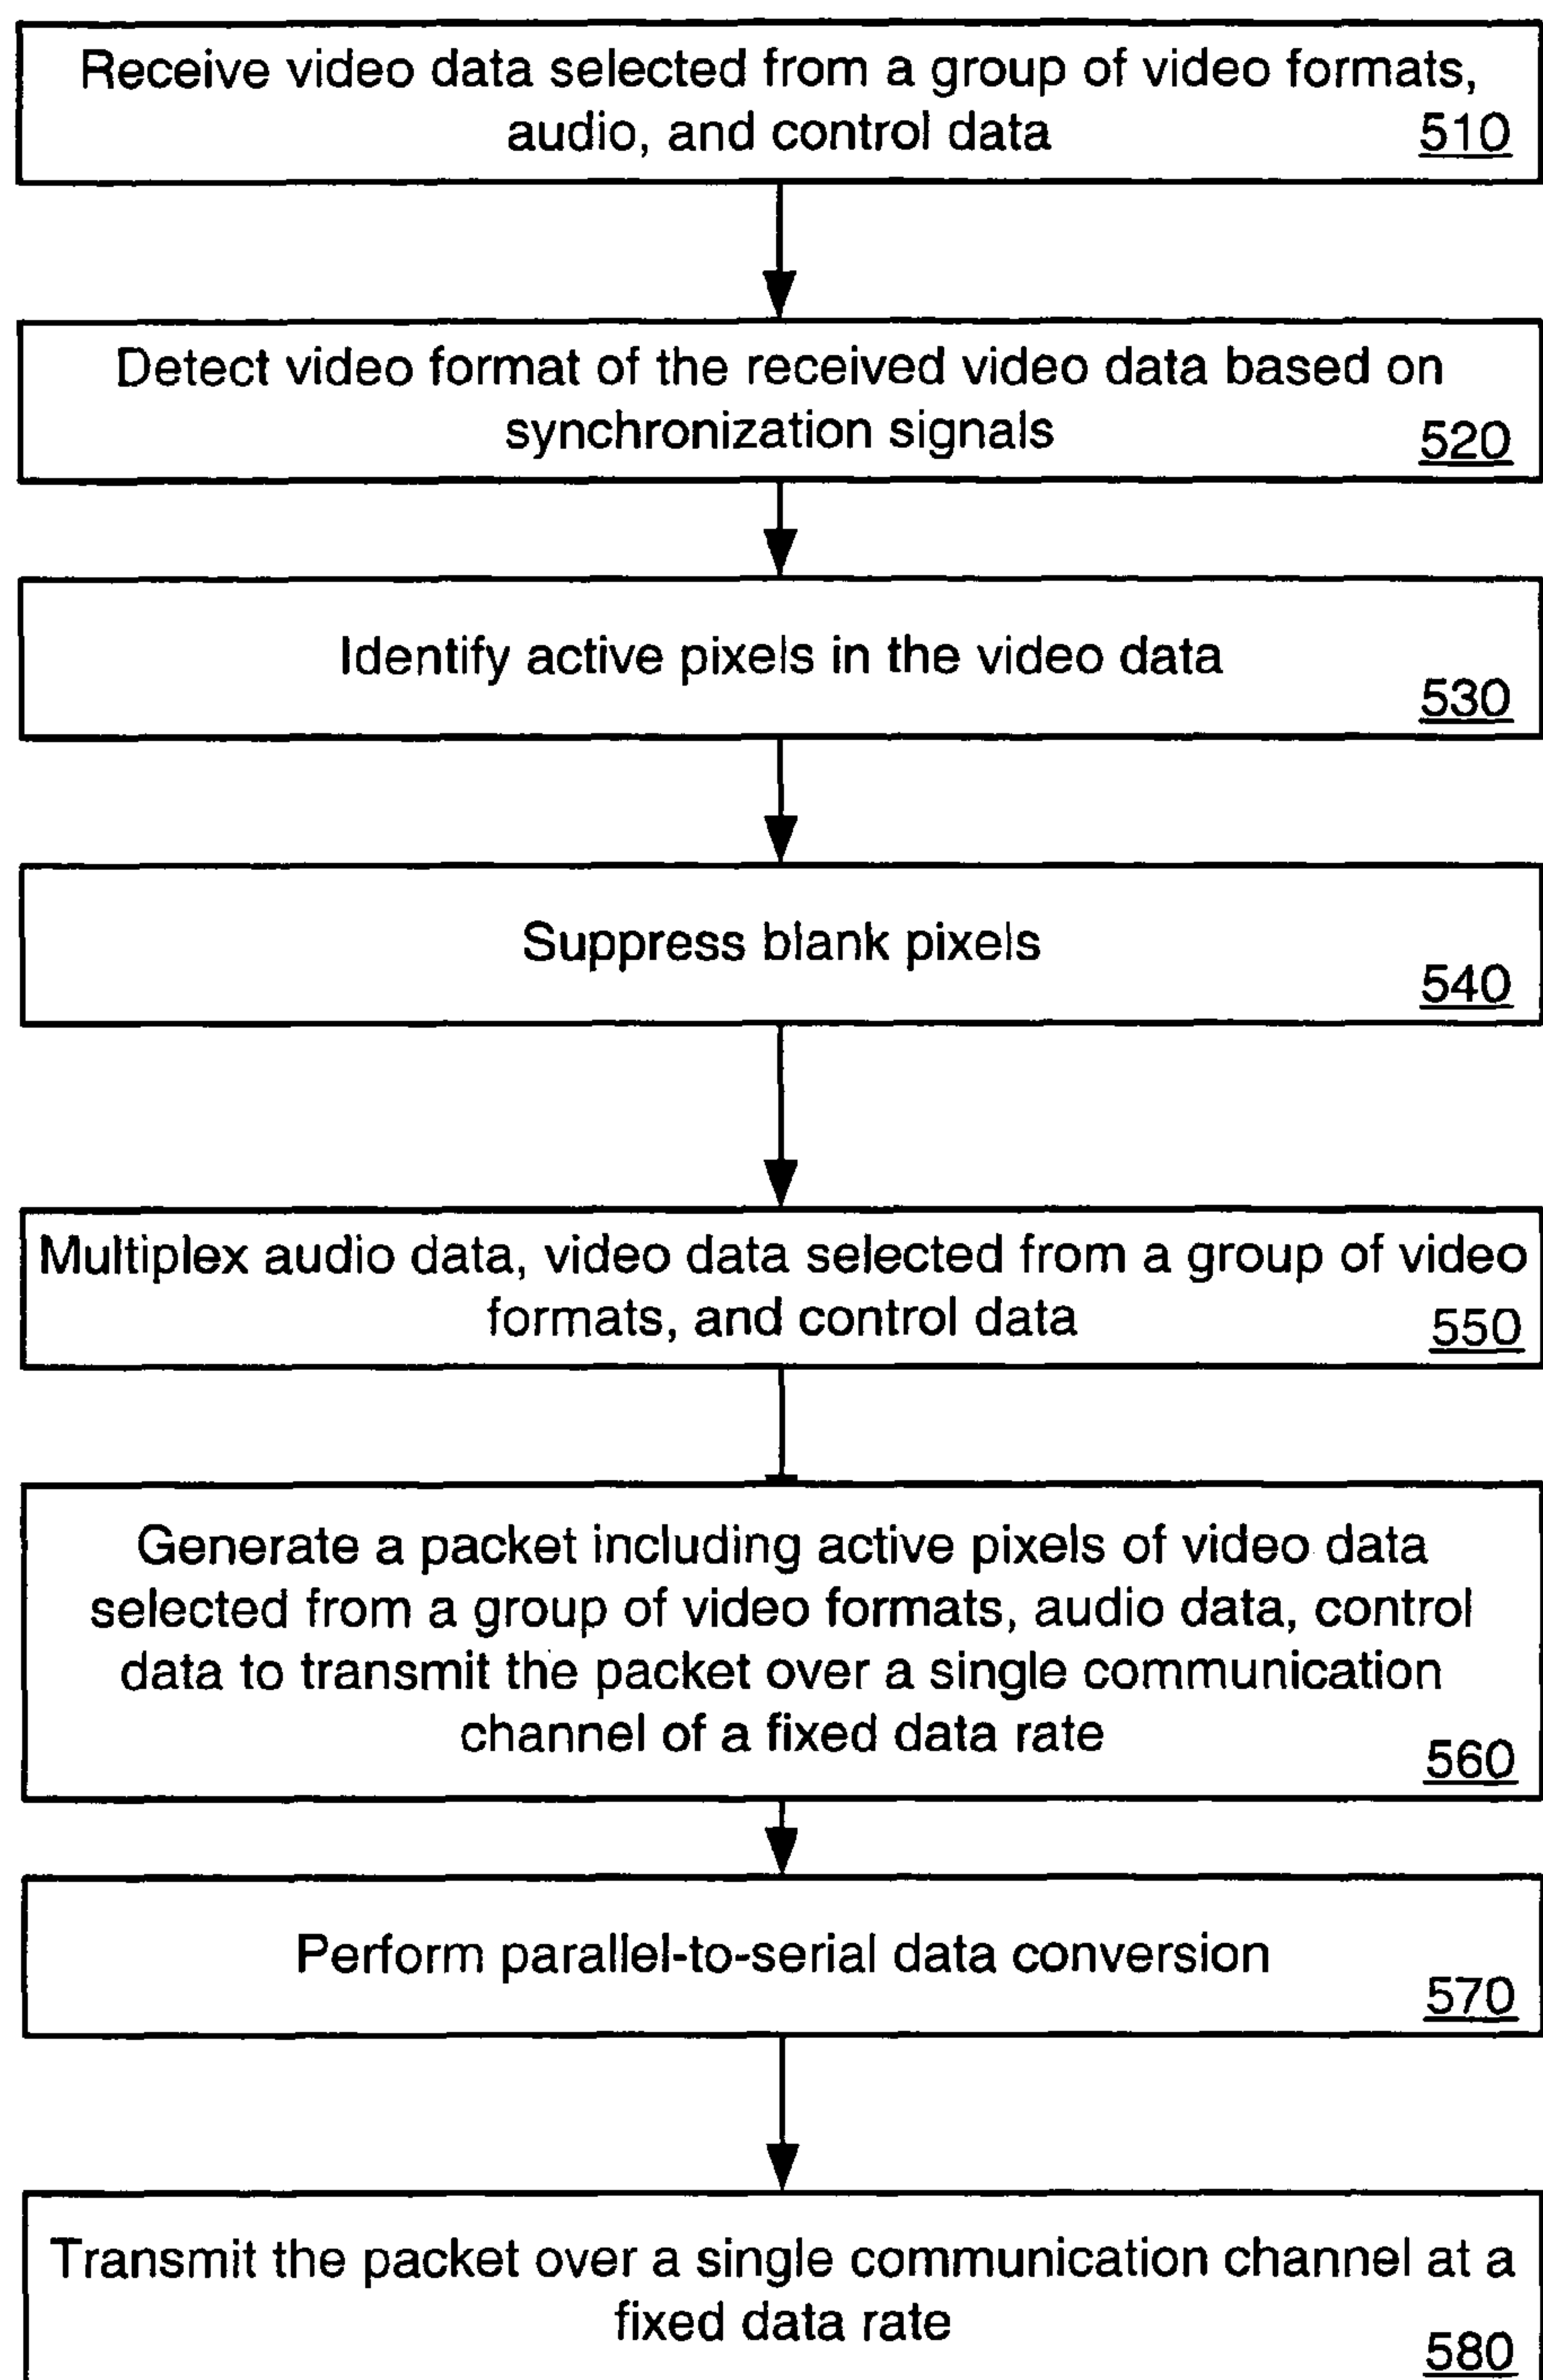 Receive video data selected from a group of video formats,
audio, and control data
510
Detect video format of the received video data based on
synchronization signals
520
Identify active pixels in the video data
530
Suppress blank pixels
540
Multiplex audio data, video data selected from a group of video
formats, and control data
550
Generate a packet including active pixels of video data
selected from a group of video formats, audio data, control
data to transmit the packet over a single communication
channel of a fixed data rate
560
Perform parallel-to-serial data conversion
570
Transmit the packet over a single communication channel at a
fixed data rate
580